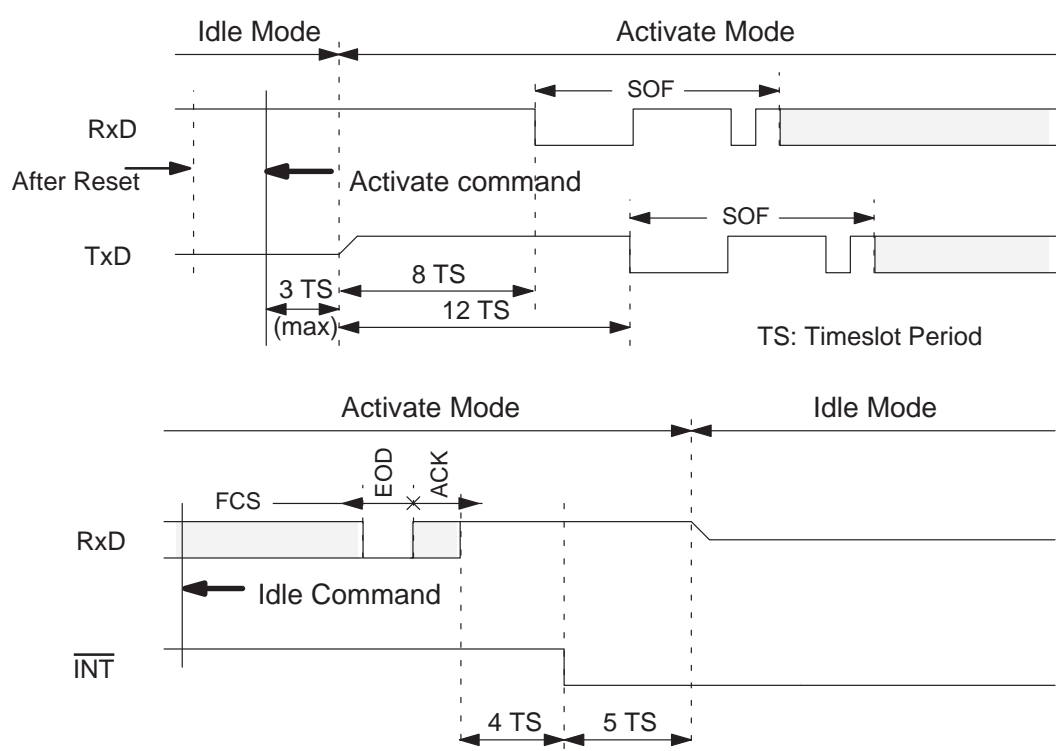 Idle Mode
Activate Mode
SOF
RxD
After Reset
Activate command
SOF
TxD
8 TS
3 TS
(max)
12 TS
TS: Timeslot Period
Activate Mode
Idle Mode
EOD
ACK
FCS
RxD
Idle Command
INT
4 TS
5 TS